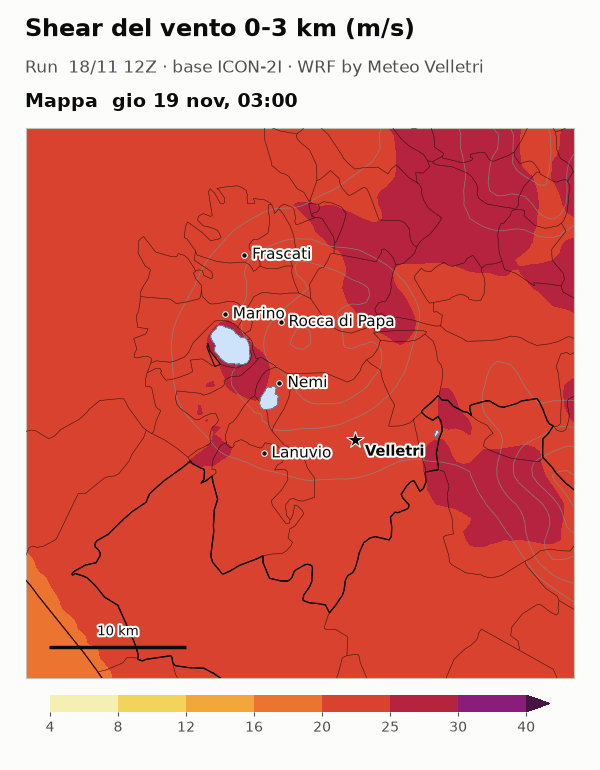 Shear del vento 0-3 km (m/s)
Run  18/11 12Z · base ICON-2I · WRF by Meteo Velletri
Mappa  gio 19 nov, 03:00
Frascati
Marino
Rocca di Papa
Nemi
Velletri
Lanuvio
10 km
4 8 12 16 20 25 30 40